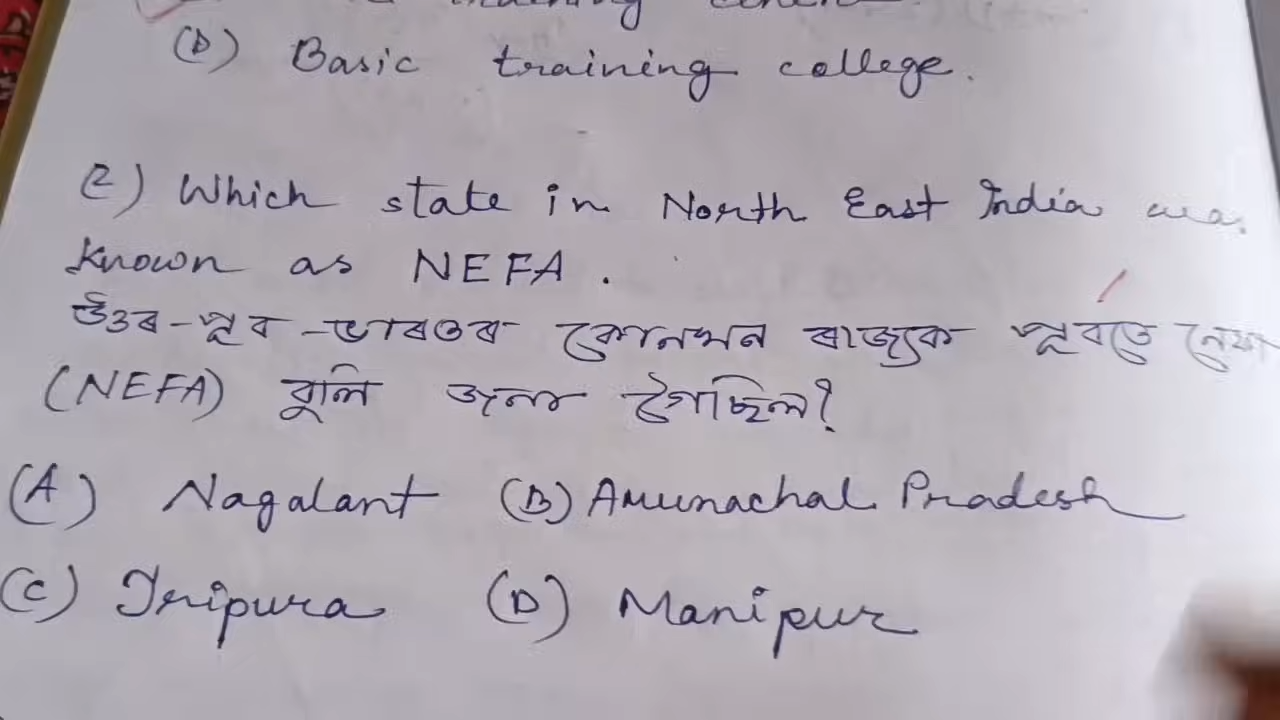 training
(D) Basic training college.
2) Which state in North East India was
known as NEFA.
উত্তৰ-পূব-ভাৰতৰ কোনখন ৰাজ্যক পূৰ্বতে নেফা
(NEFA) বুলি জনা গৈছিল?
(A) Nagalant (B) Arunachal Pradesh
(C) Tripura (D) Manipur